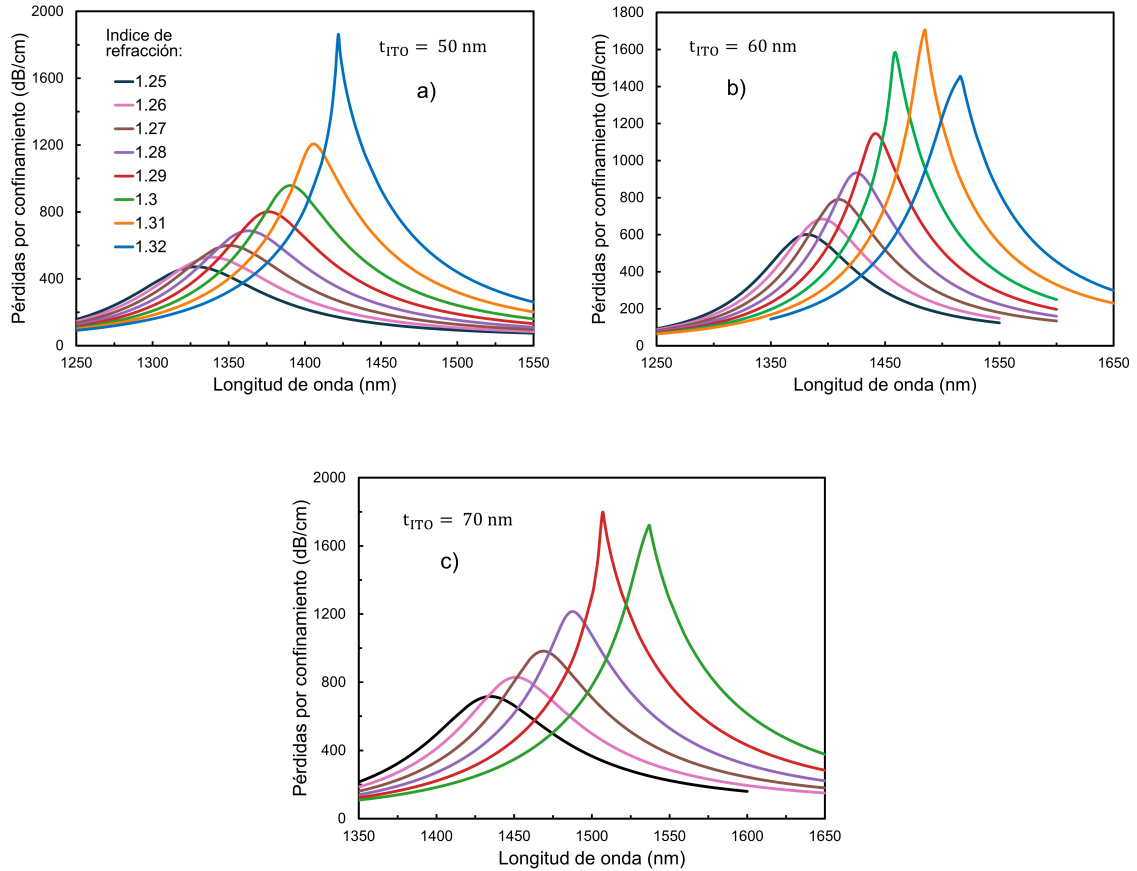 Indice de
refracción:
1.25
1.26
1.27
1.28
1.29
1.3
1.31
1.32
t_ITO = 50 nm
a)
Pérdidas por confinamiento (dB/cm)
2000
1600
1200
800
400
0
1250 1300 1350 1400 1450 1500 1550
Longitud de onda (nm)
t_ITO = 60 nm
b)
Pérdidas por confinamiento (dB/cm)
1800
1600
1400
1200
1000
800
600
400
200
0
1250 1350 1450 1550 1650
Longitud de onda (nm)
t_ITO = 70 nm
c)
Pérdidas por confinamiento (dB/cm)
2000
1600
1200
800
400
0
1350 1400 1450 1500 1550 1600 1650
Longitud de onda (nm)